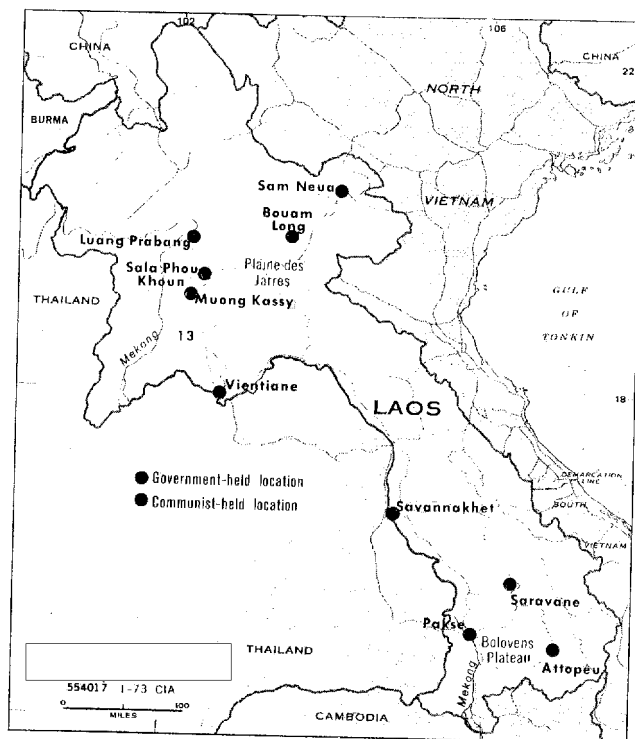 102
106
CHINA
CHINA
22
NORTH
BURMA
Sam Neua
VIETNAM
Bouam
Long
Luang Prabang
Plaine des
Jarres
Sala Phou
Khoun
Muong Kassy
THAILAND
GULF
OF
TONKIN
13
Mekong
Vientiane
18
LAOS
Government-held location
Communist-held location
DEMARCATION
LINE
SOUTH
VIETNAM
Savannakhet
Saravane
Pakse
Bolovens
Plateau
Attopeu
THAILAND
Mekong
554017 1-73 CIA
0 100
MILES
CAMBODIA